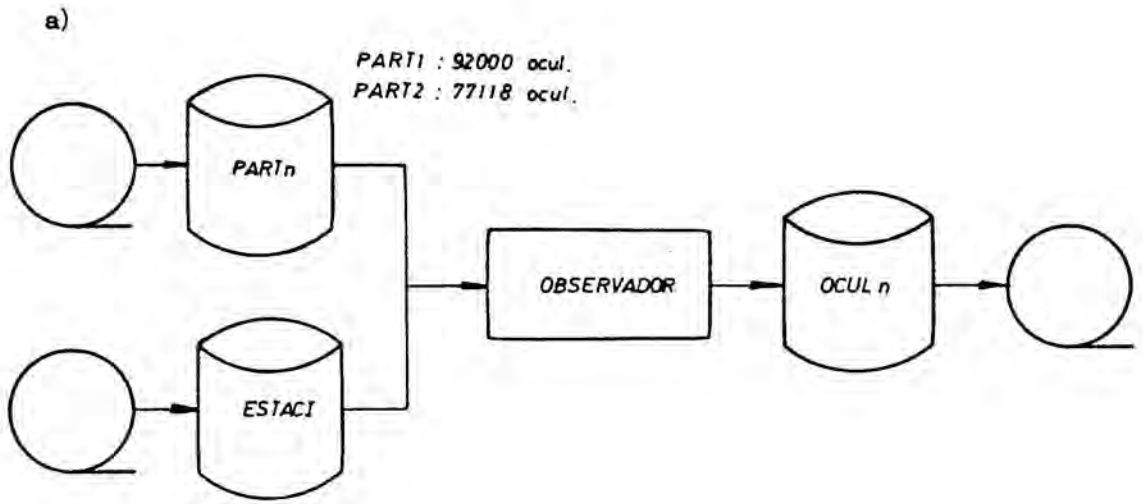 a)
PART1 : 92000 ocul.
PART2 : 77118 ocul.
PARTn
OBSERVADOR
OCUL n
ESTACI